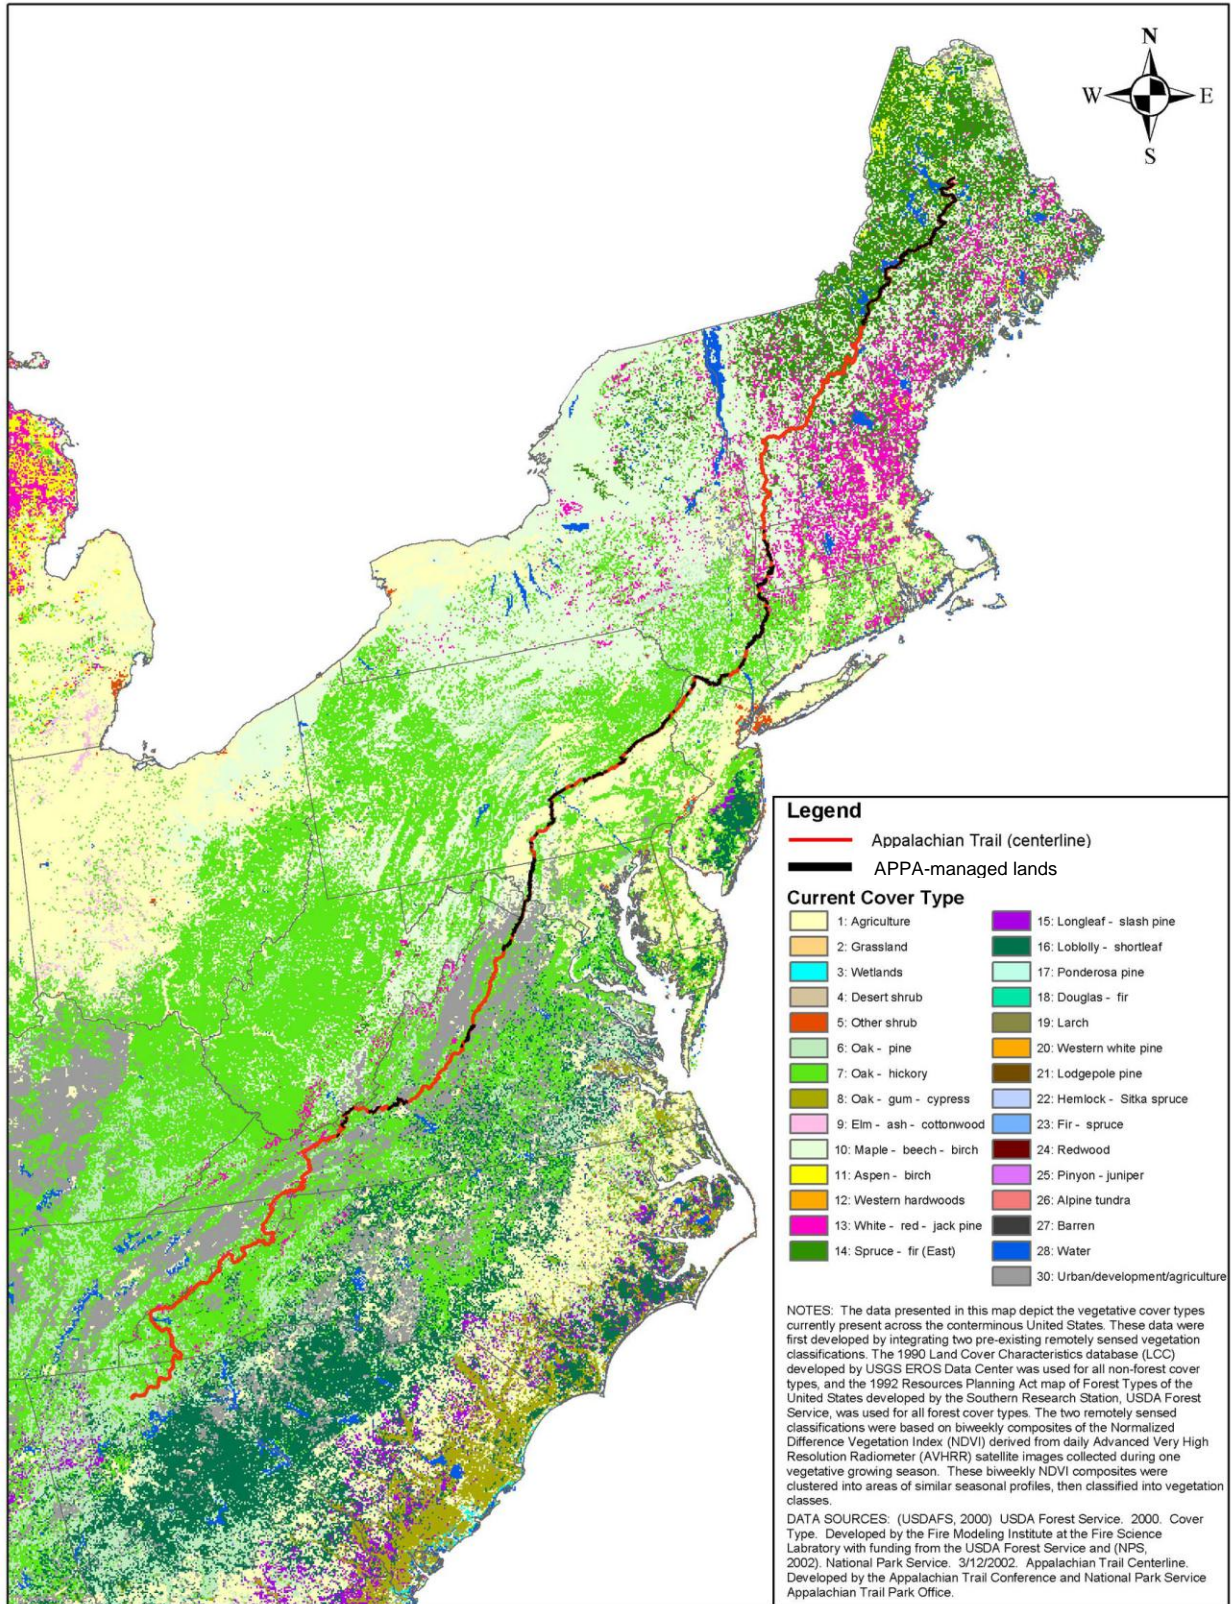 N
W E
S
Legend
Appalachian Trail (centerline)
APPA-managed lands
Current Cover Type
1: Agriculture
2: Grassland
3: Wetlands
4: Desert shrub
5: Other shrub
6: Oak - pine
7: Oak - hickory
8: Oak - gum - cypress
9: Elm - ash - cottonwood
10: Maple - beech - birch
11: Aspen - birch
12: Western hardwoods
13: White - red - jack pine
14: Spruce - fir (East)
15: Longleaf - slash pine
16: Loblolly - shortleaf
17: Ponderosa pine
18: Douglas - fir
19: Larch
20: Western white pine
21: Lodgepole pine
22: Hemlock - Sitka spruce
23: Fir - spruce
24: Redwood
25: Pinyon - juniper
26: Alpine tundra
27: Barren
28: Water
30: Urban/development/agriculture
NOTES: The data presented in this map depict the vegetative cover types
currently present across the conterminous United States. These data were
first developed by integrating two pre-existing remotely sensed vegetation
classifications. The 1990 Land Cover Characteristics database (LCC)
developed by USGS EROS Data Center was used for all non-forest cover
types, and the 1992 Resources Planning Act map of Forest Types of the
United States developed by the Southern Research Station, USDA Forest
Service, was used for all forest cover types. The two remotely sensed
classifications were based on biweekly composites of the Normalized
Difference Vegetation Index (NDVI) derived from daily Advanced Very High
Resolution Radiometer (AVHRR) satellite images collected during one
vegetative growing season. These biweekly NDVI composites were
clustered into areas of similar seasonal profiles, then classified into vegetation
classes.
DATA SOURCES: (USDAFS, 2000) USDA Forest Service. 2000. Cover
Type. Developed by the Fire Modeling Institute at the Fire Science
Labratory with funding from the USDA Forest Service and (NPS,
2002). National Park Service. 3/12/2002. Appalachian Trail Centerline.
Developed by the Appalachian Trail Conference and National Park Service
Appalachian Trail Park Office.